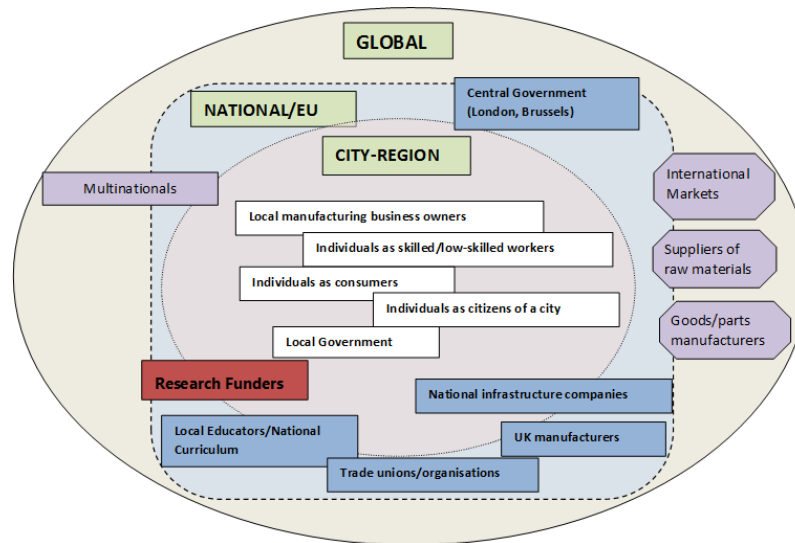 GLOBAL
Central Government
(London, Brussels)
NATIONAL/EU
CITY-REGION
Multinationals
International
Markets
Local manufacturing business owners
Individuals as skilled/low-skilled workers
Suppliers of
raw materials
Individuals as consumers
Individuals as citizens of a city
Goods/parts
manufacturers
Local Government
Research Funders
National infrastructure companies
Local Educators/National
Curriculum
UK manufacturers
Trade unions/organisations